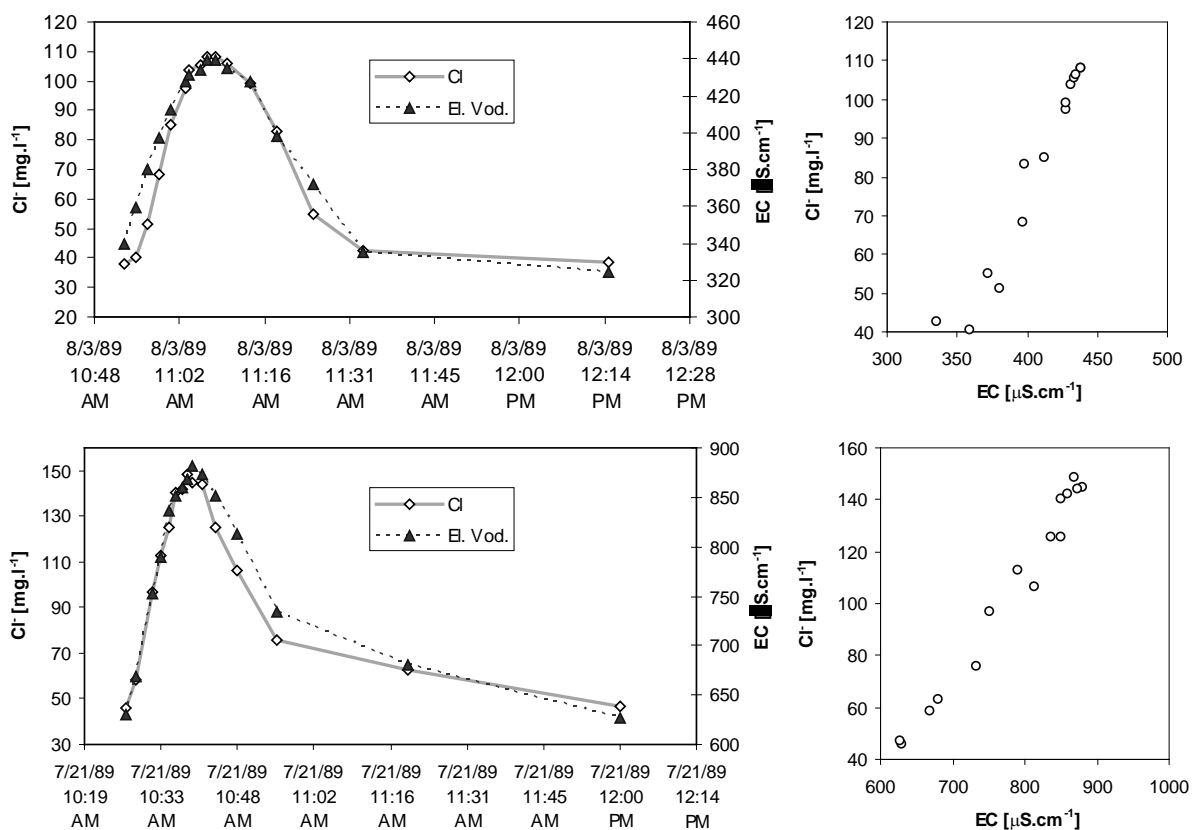 120
110
100
90
80
70
60
50
40
30
20
Cl⁻ [mg.l⁻¹]
Cl
El. Vod.
460
440
420
400
380
360
340
320
300
EC S.cm⁻¹]
8/3/89 8/3/89 8/3/89 8/3/89 8/3/89 8/3/89 8/3/89 8/3/89
10:48 11:02 11:16 11:31 11:45 12:00 12:14 12:28
AM AM AM AM AM PM PM PM
120
110
100
90
80
70
60
50
40
Cl⁻ [mg.l⁻¹]
300 400 500
EC [μS.cm⁻¹]
150
130
110
90
70
50
30
Cl⁻ [mg.l⁻¹]
Cl
El. Vod.
900
850
800
750
700
650
600
EC S.cm⁻¹]
7/21/89 7/21/89 7/21/89 7/21/89 7/21/89 7/21/89 7/21/89 7/21/89 7/21/89
10:19 10:33 10:48 11:02 11:16 11:31 11:45 12:00 12:14
AM AM AM AM AM AM AM PM PM
160
140
120
100
80
60
40
Cl⁻ [mg.l⁻¹]
600 700 800 900 1000
EC [μS.cm⁻¹]